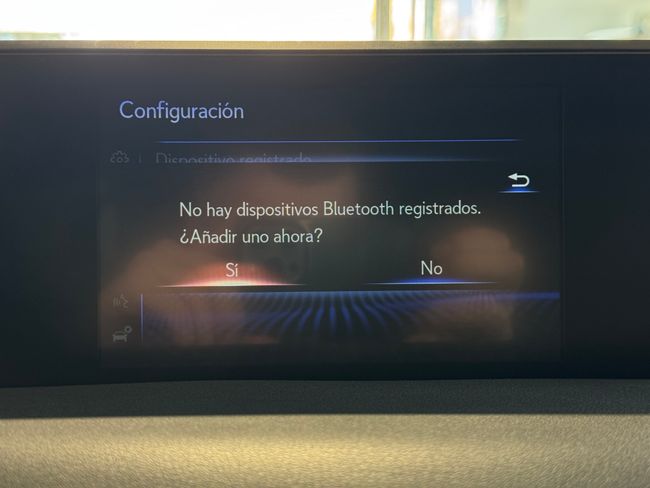 Configuración
Dispositivo registrado
No hay dispositivos Bluetooth registrados.
¿Añadir uno ahora?
Sí
No